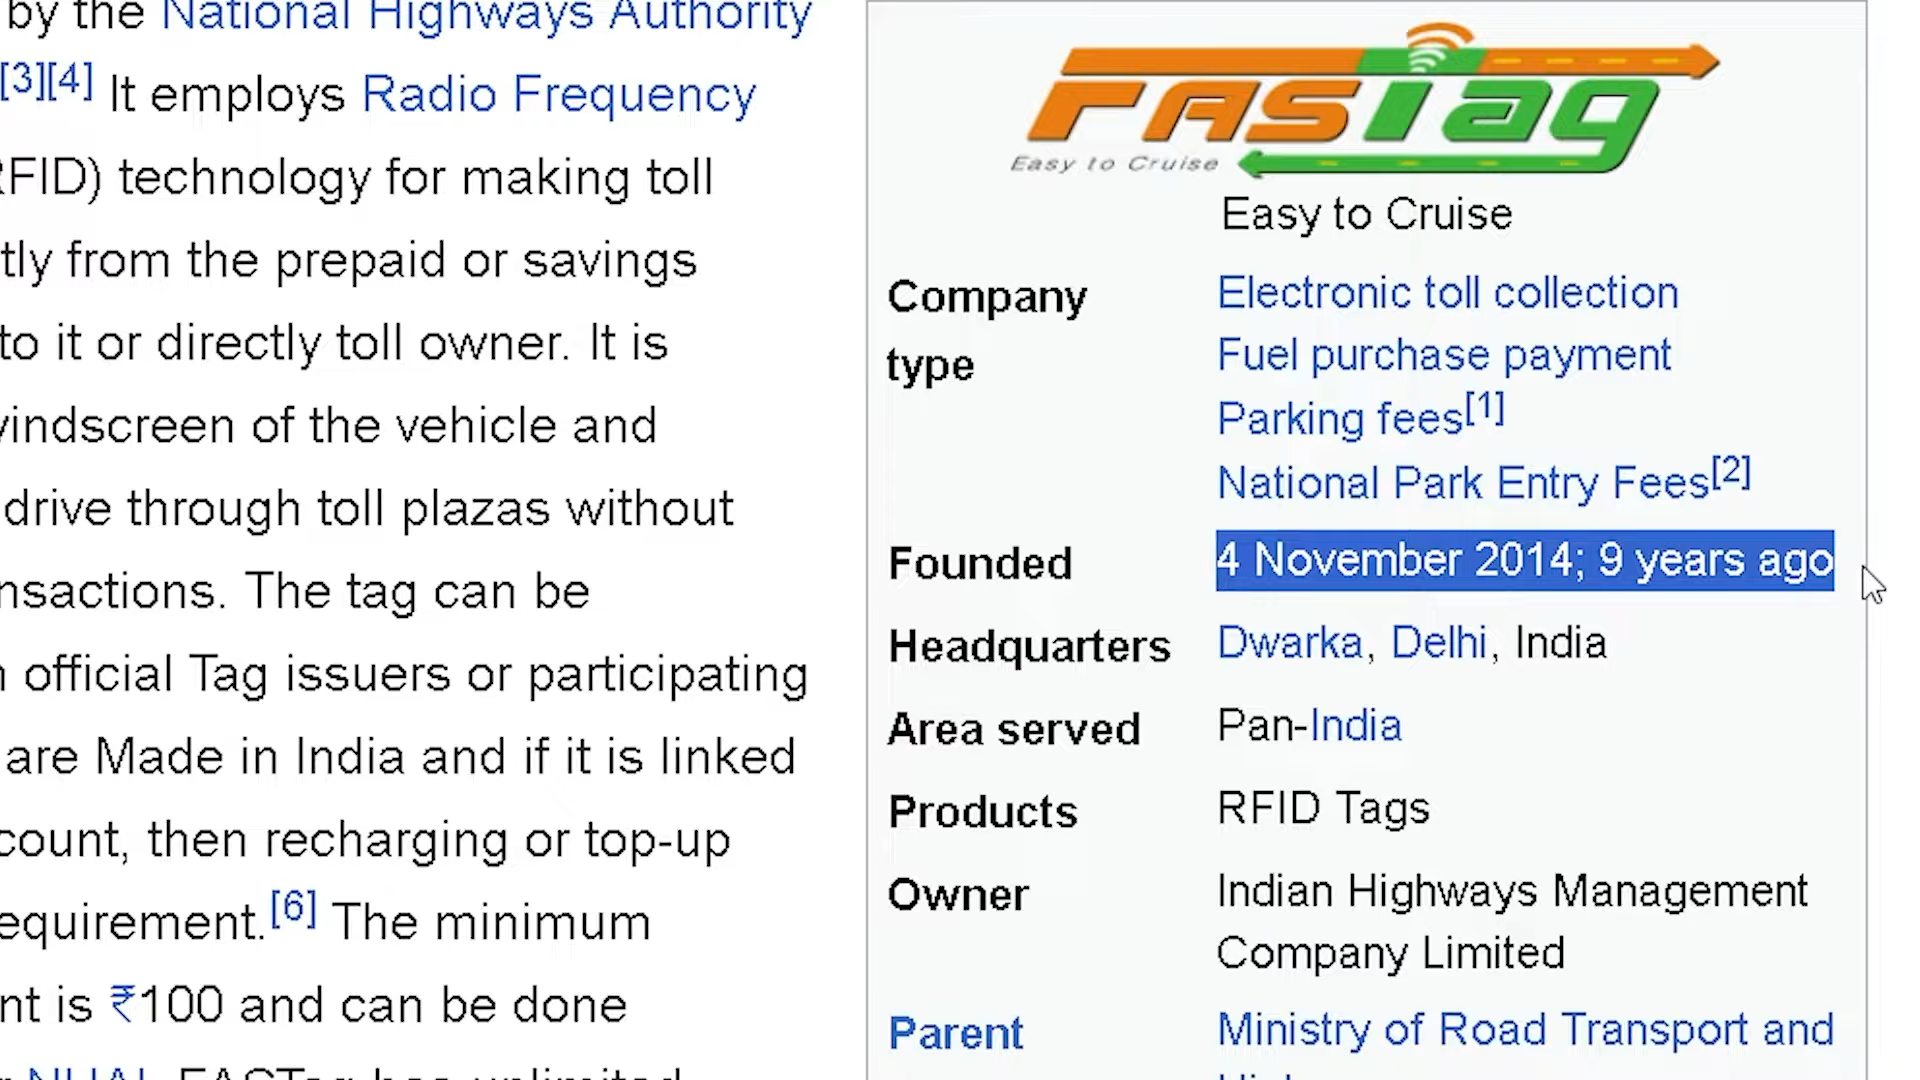 by the National Highways Authority
[3][4] It employs Radio Frequency
RFID) technology for making toll
tly from the prepaid or savings
to it or directly toll owner. It is
vindscreen of the vehicle and
drive through toll plazas without
nsactions. The tag can be
official Tag issuers or participating
are Made in India and if it is linked
count, then recharging or top-up
equirement.[6] The minimum
nt is ₹100 and can be done
FASTag
Easy to Cruise
Easy to Cruise
Company type
Electronic toll collection
Fuel purchase payment
Parking fees[1]
National Park Entry Fees[2]
Founded 4 November 2014; 9 years ago
Headquarters Dwarka, Delhi, India
Area served Pan-India
Products RFID Tags
Owner Indian Highways Management
Company Limited
Parent Ministry of Road Transport and